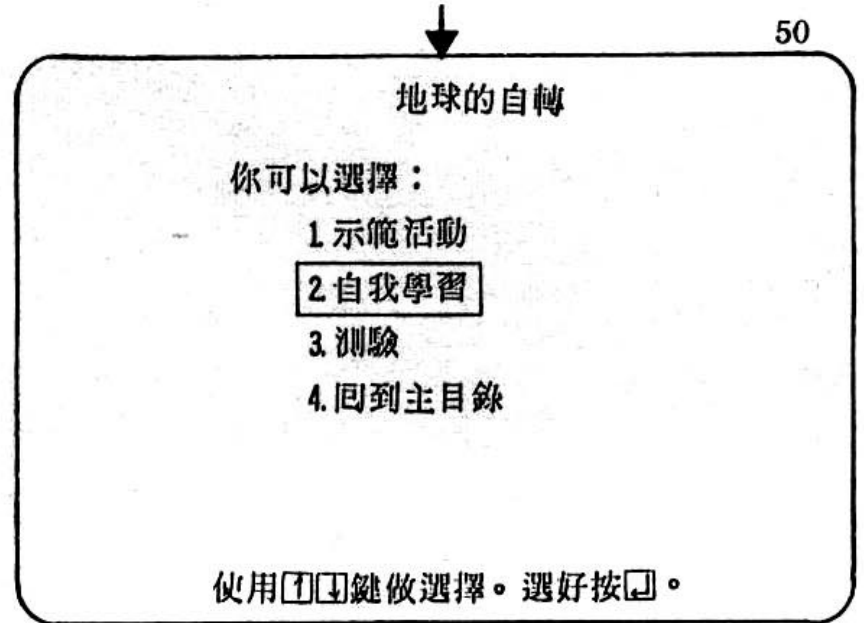 50
地球的自轉
你可以選擇：
1.示範活動
2.自我學習
3.測驗
4.回到主目錄
使用↑↓鍵做選擇。選好按↲。